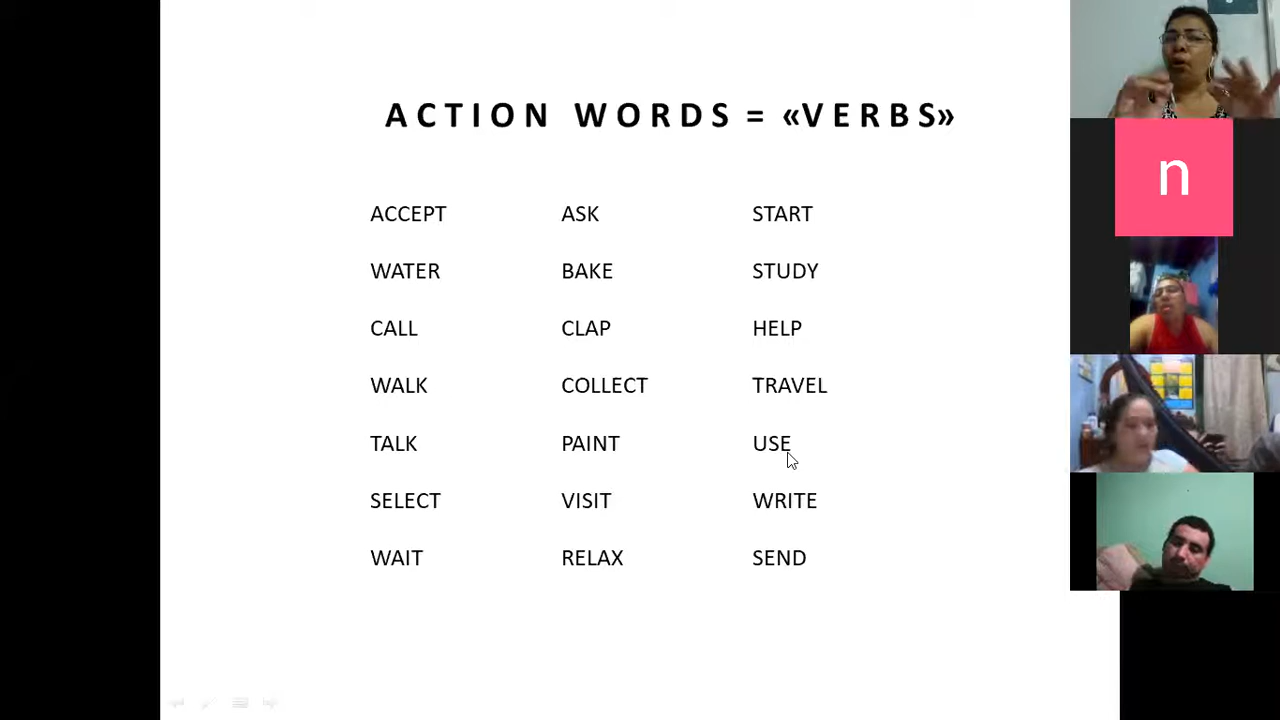 ACTION WORDS = «VERBS»
ACCEPT ASK START
WATER BAKE STUDY
CALL CLAP HELP
WALK COLLECT TRAVEL
TALK PAINT USE
SELECT VISIT WRITE
WAIT RELAX SEND
n